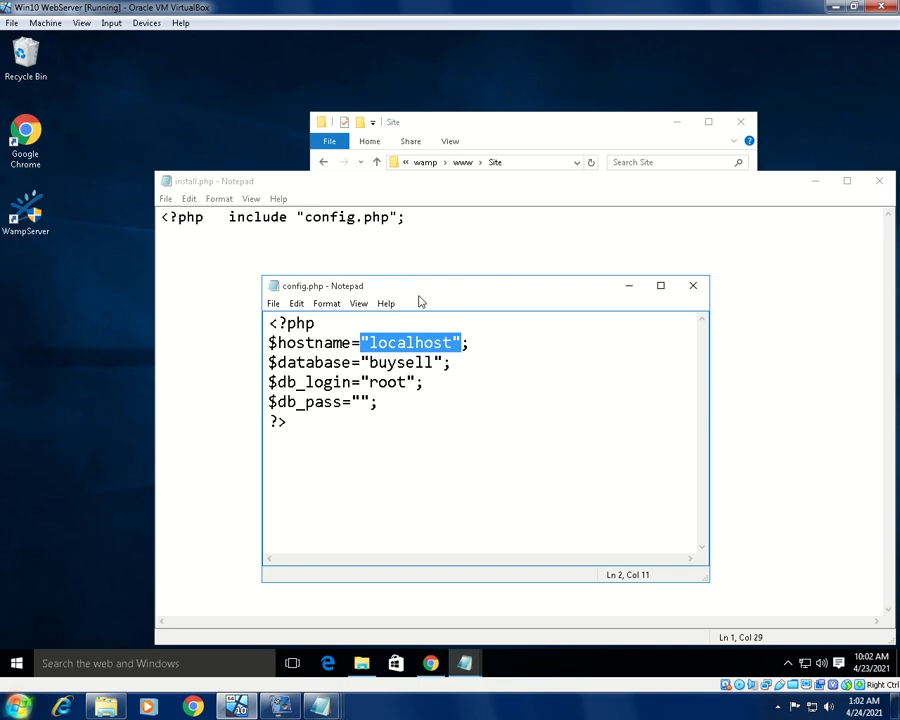 Win10 WebServer [Running] - Oracle VM VirtualBox
File Machine View Input Devices Help
Recycle Bin
Google Chrome
WampServer
Site
File Home Share View
« wamp › www › Site
Search Site
install.php - Notepad
File Edit Format View Help
<?php   include "config.php";
config.php - Notepad
File Edit Format View Help
<?php
$hostname="localhost";
$database="buysell";
$db_login="root";
$db_pass="";
?>
Ln 2, Col 11
Ln 1, Col 29
Search the web and Windows
10:02 AM
4/23/2021
Right Ctrl
1:02 AM
4/24/2021
10